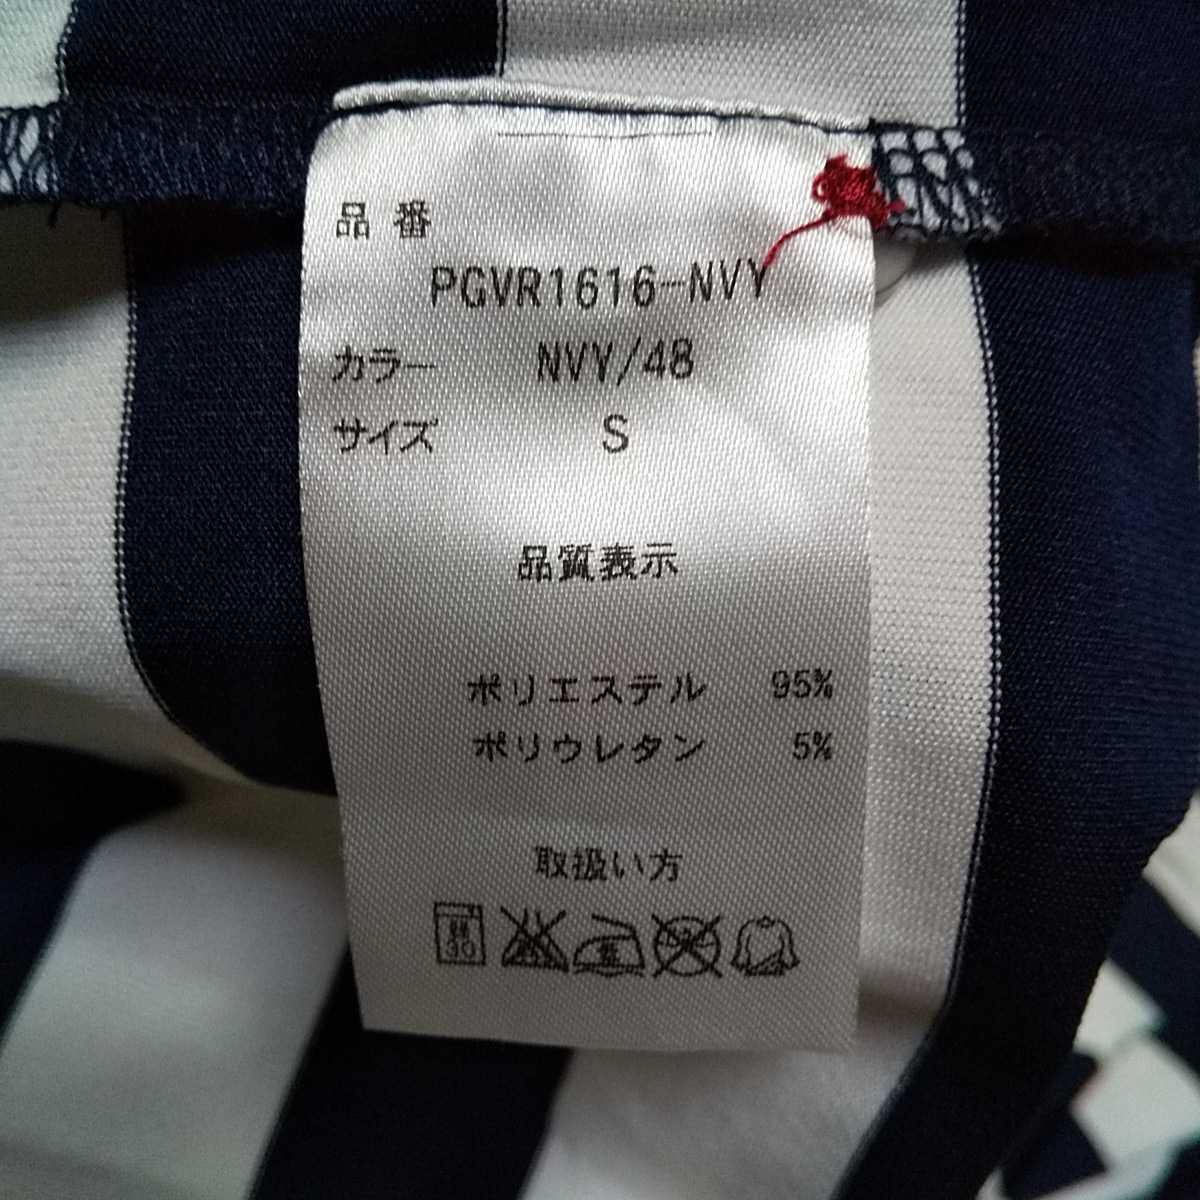 品番
PGVR1616-NVY
カラー NVY/48
サイズ S
品質表示
ポリエステル 95%
ポリウレタン 5%
取扱い方